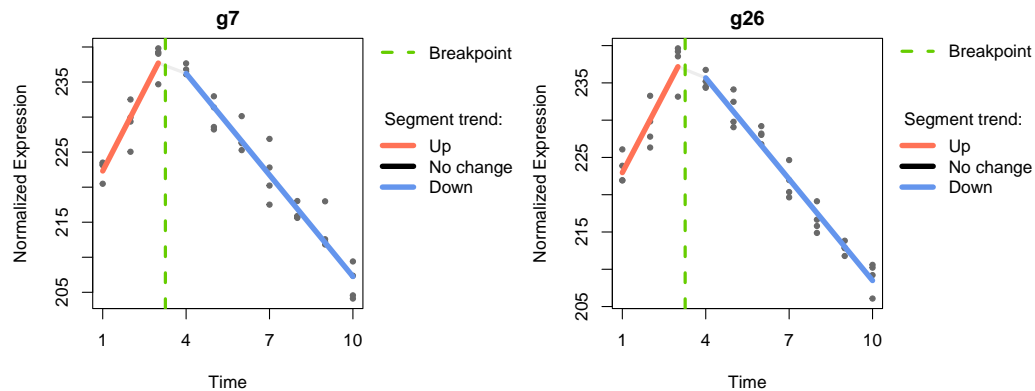 g7
Normalized Expression
235
225
215
205
1
4
7
10
Time
Breakpoint
Segment trend:
Up
No change
Down
g26
Normalized Expression
235
225
215
205
1
4
7
10
Time
Breakpoint
Segment trend:
Up
No change
Down